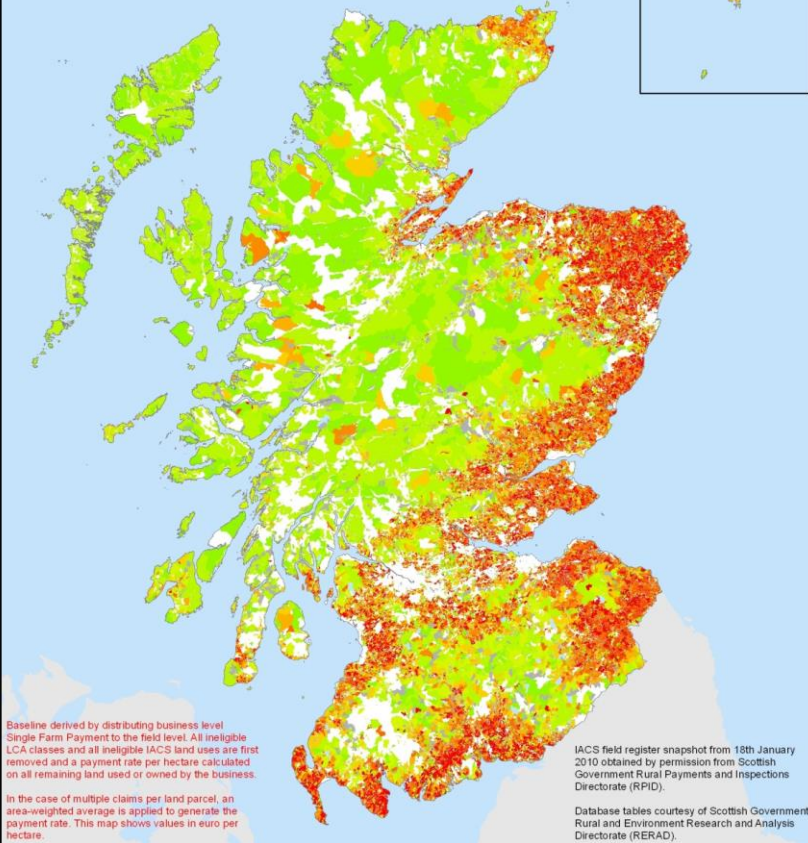 Baseline derived by distributing business level
Single Farm Payment to the field level. All ineligible
LCA classes and all ineligible IACS land uses are first
removed and a payment rate per hectare calculated
on all remaining land used or owned by the business.
In the case of multiple claims per land parcel, an
area-weighted average is applied to generate the
payment rate. This map shows values in euro per
hectare.
IACS field register snapshot from 18th January
2010 obtained by permission from Scottish
Government Rural Payments and Inspections
Directorate (RPID).
Database tables courtesy of Scottish Government
Rural and Environment Research and Analysis
Directorate (RERAD).